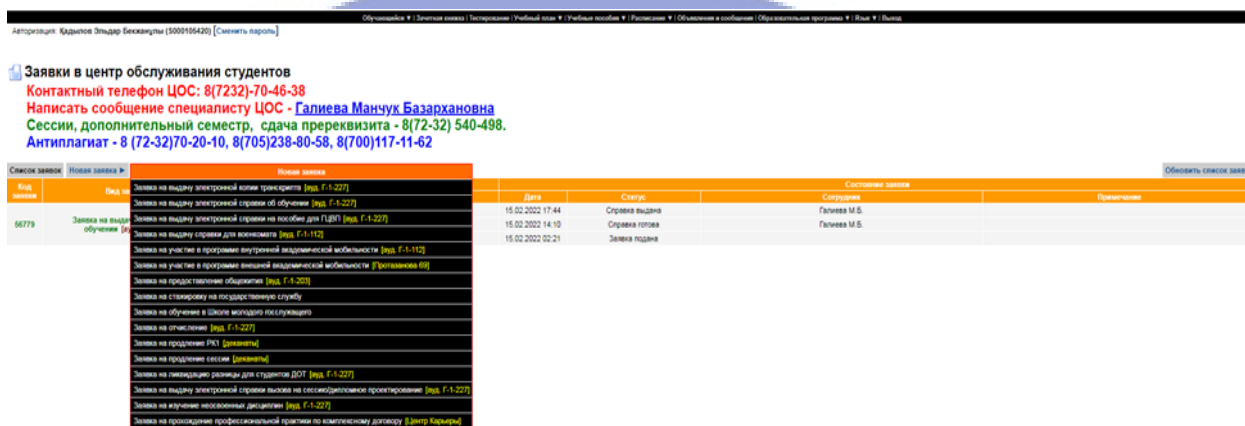 Обучающийся ▼ | Зачетная книжка | Тестирование | Учебный план ▼ | Учебные пособия ▼ | Расписание ▼ | Объявления и сообщения | Образовательная программа ▼ | Язык ▼ | Выход
Авторизация: Қадылов Эльдар Бекжанұлы (S000105420) [Сменить пароль]
Заявки в центр обслуживания студентов
Контактный телефон ЦОС: 8(7232)-70-46-38
Написать сообщение специалисту ЦОС - Галиева Манчук Базархановна
Сессии, дополнительный семестр, сдача пререквизита - 8(72-32) 540-498.
Антиплагиат - 8 (72-32)70-20-10, 8(705)238-80-58, 8(700)117-11-62
Список заявок Новая заявка ▶ Новая заявка Обновить список заяв
Код заявки Вид за Состояние заявки
Дата Статус Сотрудник Примечание
56779 Заявка на выдач
обучении [ау
15.02.2022 17:44 Справка выдана Галиева М.Б.
15.02.2022 14:10 Справка готова Галиева М.Б.
15.02.2022 02:21 Заявка подана
Заявка на выдачу электронной копии транскрипта [ауд. Г-1-227]
Заявка на выдачу электронной справки об обучении [ауд. Г-1-227]
Заявка на выдачу электронной справки на пособие для ГЦВП [ауд. Г-1-227]
Заявка на выдачу справки для военкомата [ауд. Г-1-112]
Заявка на участие в программе внутренней академической мобильности [ауд. Г-1-112]
Заявка на участие в программе внешней академической мобильности [Протазанова 69]
Заявка на предоставление общежития [ауд. Г-1-203]
Заявка на стажировку на государственную службу
Заявка на обучение в Школе молодого госслужащего
Заявка на отчисление [ауд. Г-1-227]
Заявка на продление РК1 [деканаты]
Заявка на продление сессии [деканаты]
Заявка на ликвидацию разницы для студентов ДОТ [ауд. Г-1-227]
Заявка на выдачу электронной справки вызова на сессию/дипломное проектирование [ауд. Г-1-227]
Заявка на изучение неосвоенных дисциплин [ауд. Г-1-227]
Заявка на прохождение профессиональной практики по комплексному договору [Центр Карьеры]